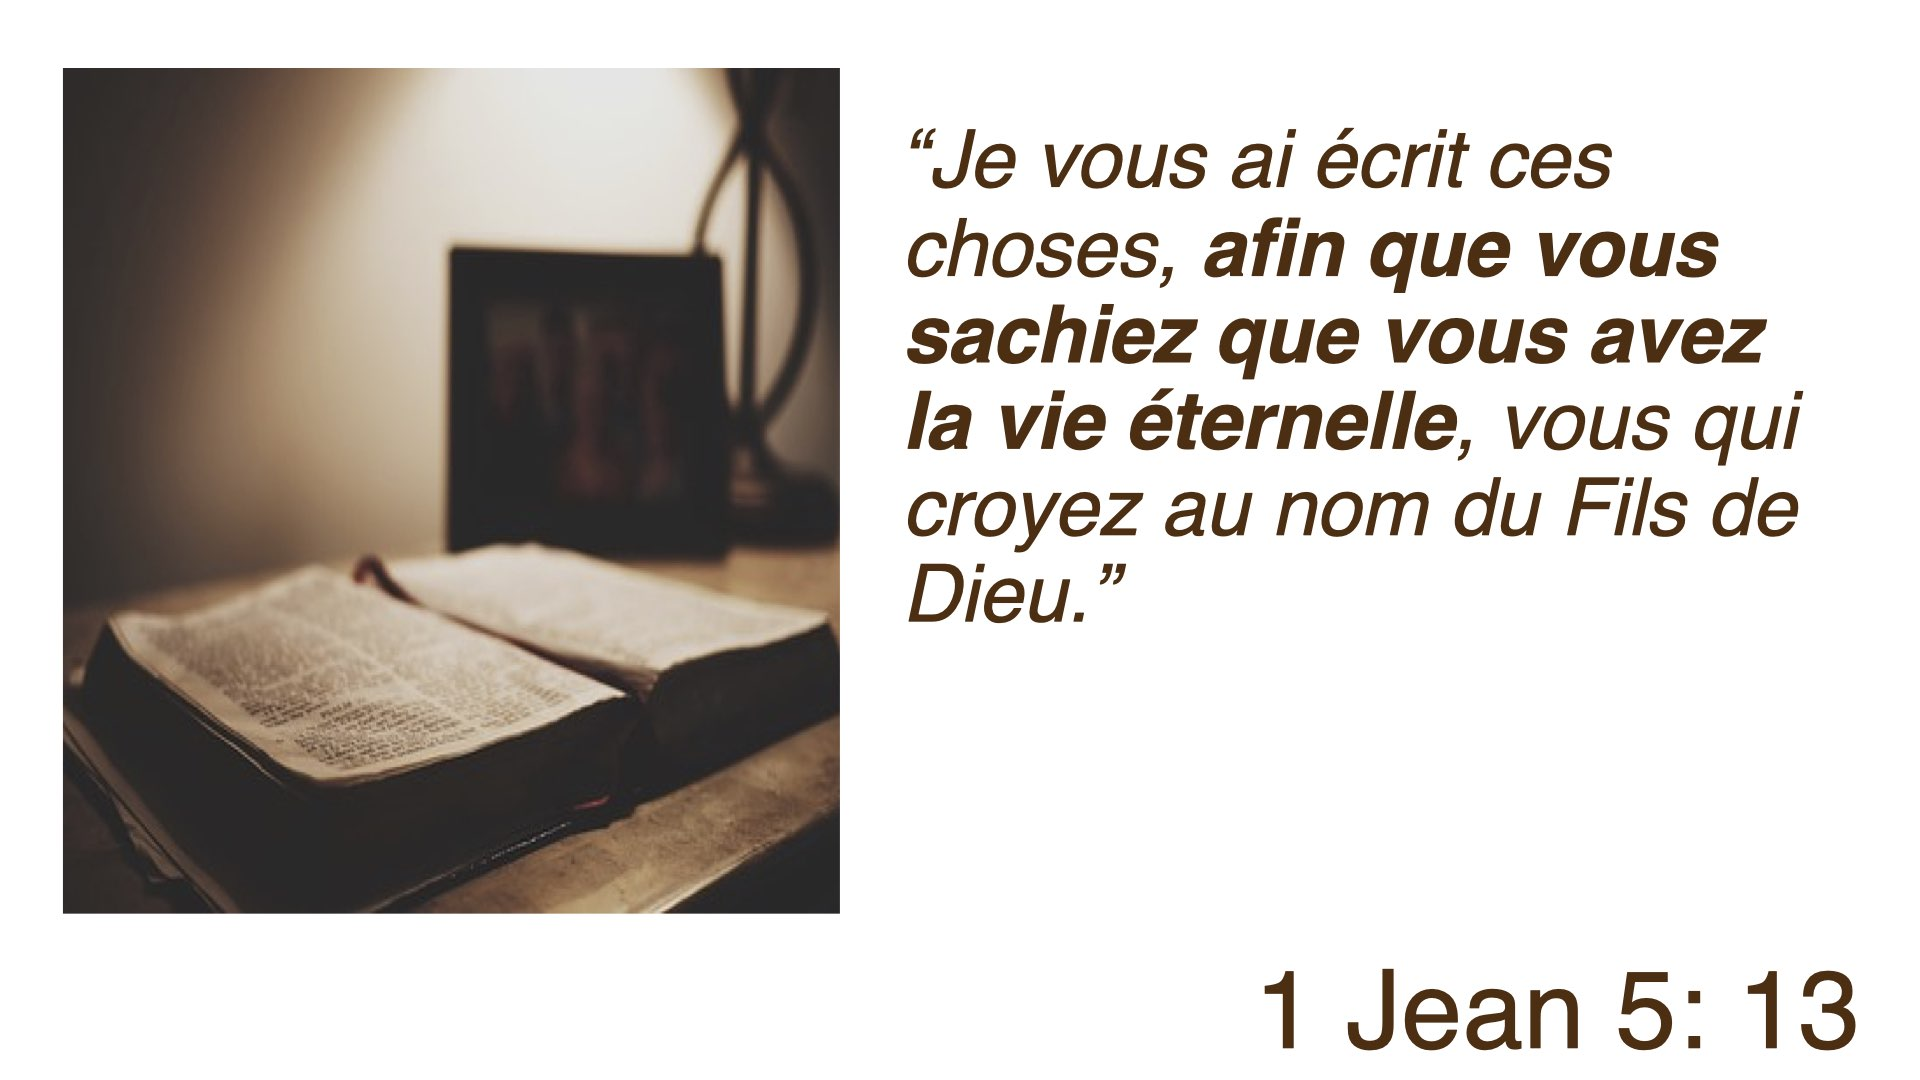 “Je vous ai écrit ces
choses, afin que vous
sachiez que vous avez
la vie éternelle, vous qui
croyez au nom du Fils de
Dieu.”
1 Jean 5: 13